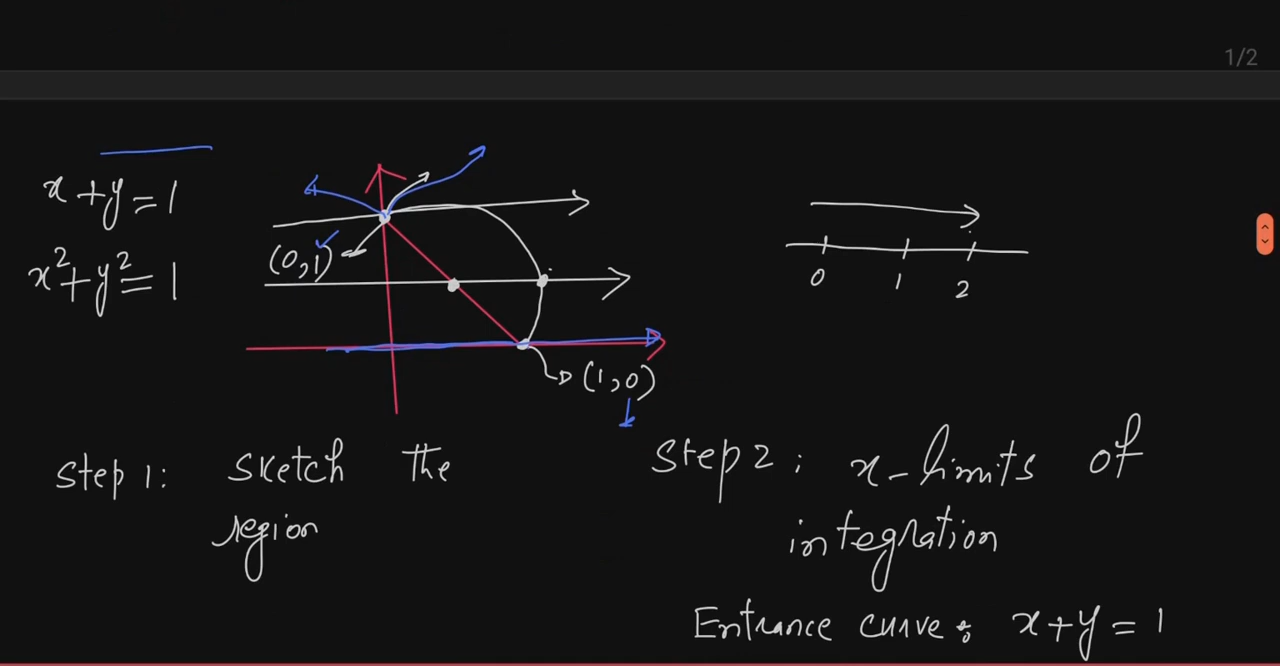 1/2
x+y=1
x²+y²=1
(0,1)
(1,0)
0 1 2
Step 1: Sketch the
region
Step 2: x-limits of
integration
Entrance curve: x+y=1